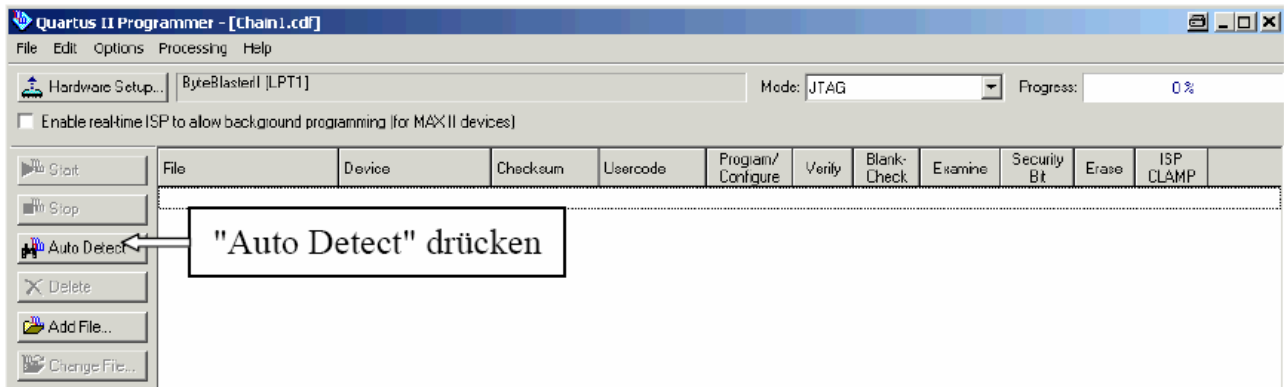 Quartus II Programmer - [Chain1.cdf]
File Edit Options Processing Help
Hardware Setup... ByteBlasterII [LPT1] Mode: JTAG Progress: 0 %
Enable real-time ISP to allow background programming (for MAX II devices)
Start File Device Checksum Usercode Program/ Configure Verify Blank- Check Examine Security Bit Erase ISP CLAMP
Stop
Auto Detect "Auto Detect" drücken
Delete
Add File...
Change File...